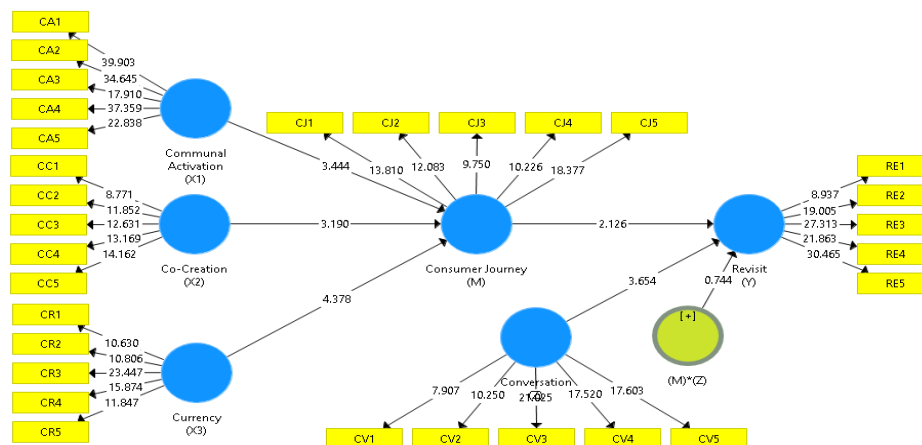 CA1
CA2
CA3
CA4
CA5
39.903
34.645
17.910
37.359
22.838
Communal
Activation
(X1)
CC1
CC2
CC3
CC4
CC5
8.771
11.852
12.631
13.169
14.162
Co-Creation
(X2)
CR1
CR2
CR3
CR4
CR5
10.630
10.806
23.447
15.874
11.847
Currency
(X3)
3.444
3.190
4.378
CJ1
CJ2
CJ3
CJ4
CJ5
13.810
12.083
9.750
10.226
18.377
Consumer Journey
(M)
2.126
3.654
0.744
[+]
(M)*(Z)
Conversation
7.907
10.250
21.025
17.520
17.603
CV1
CV2
CV3
CV4
CV5
Revisit
(Y)
8.937
19.005
27.313
21.863
30.465
RE1
RE2
RE3
RE4
RE5